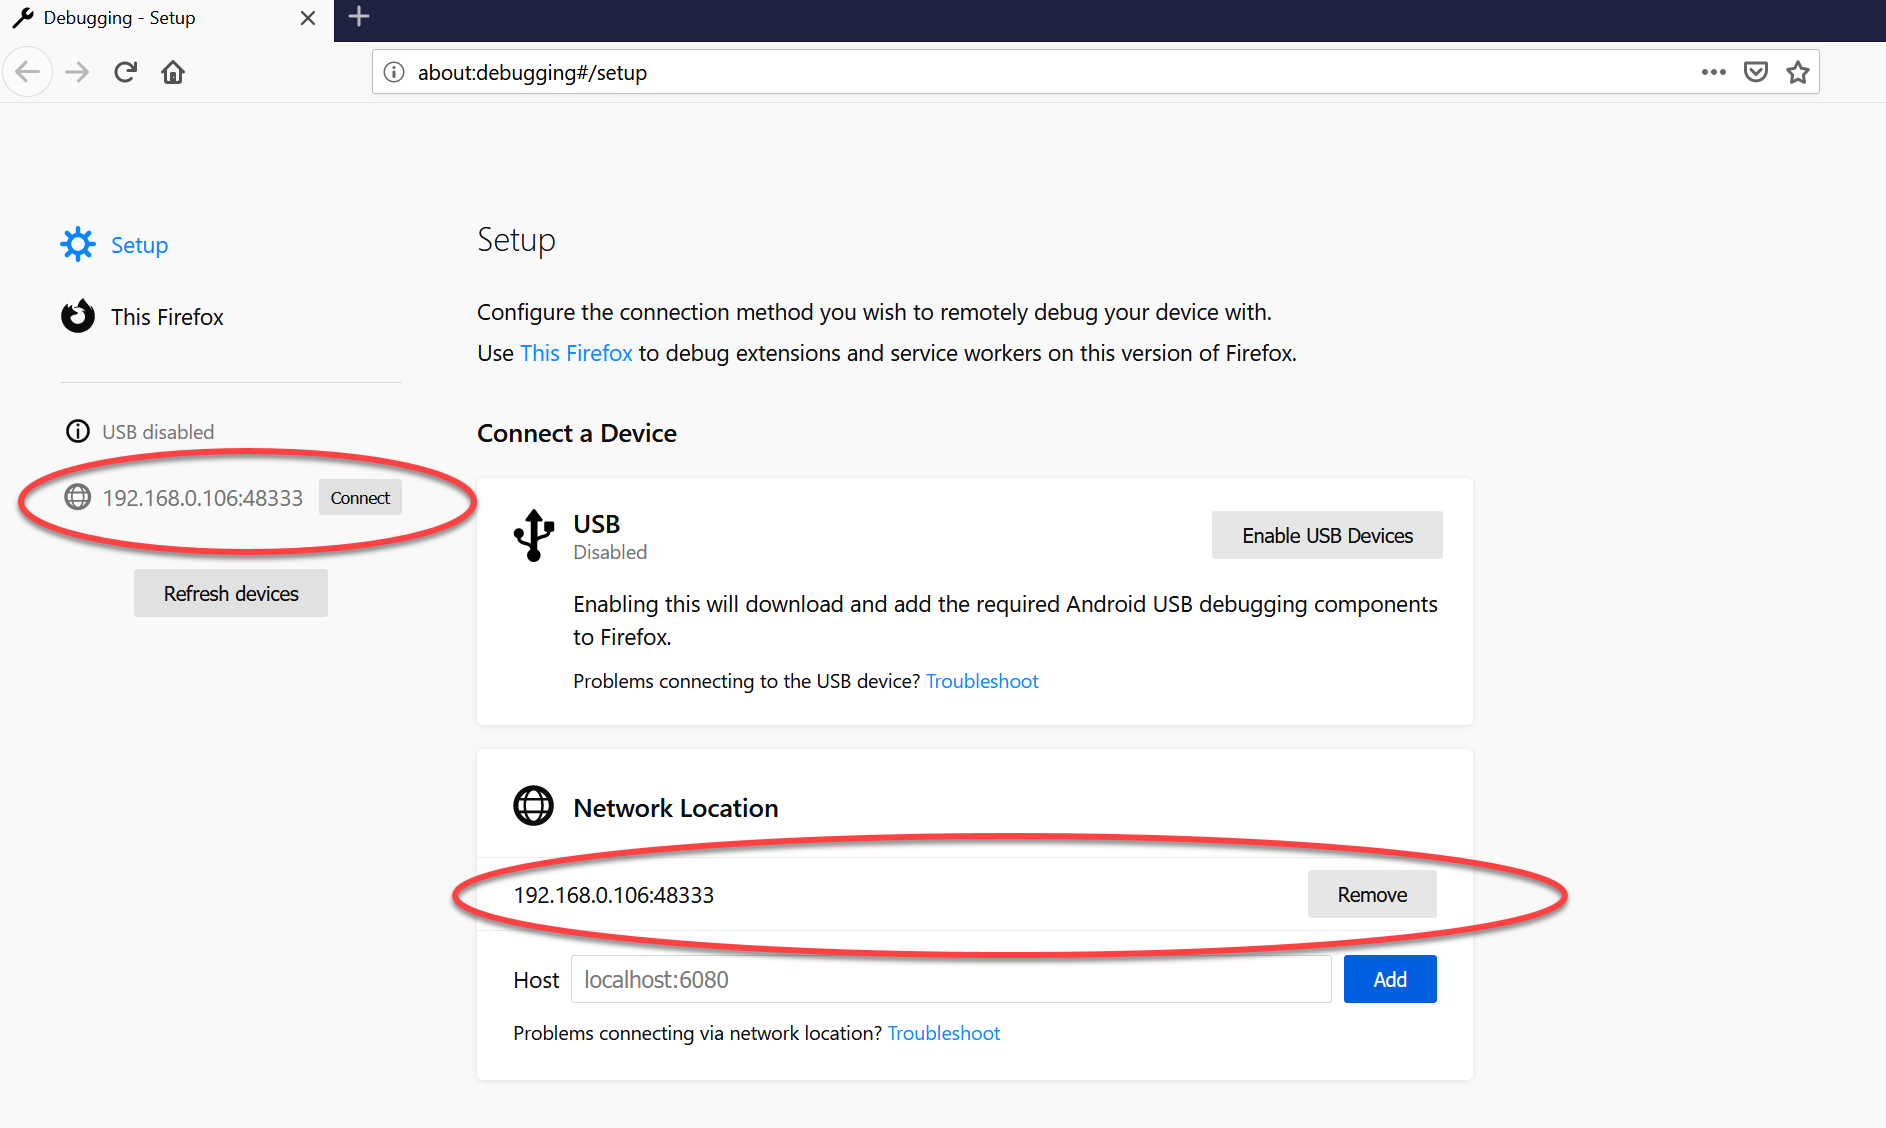 Debugging - Setup
about:debugging#/setup
Setup
This Firefox
USB disabled
192.168.0.106:48333 Connect
Refresh devices
Setup
Configure the connection method you wish to remotely debug your device with.
Use This Firefox to debug extensions and service workers on this version of Firefox.
Connect a Device
USB
Disabled
Enable USB Devices
Enabling this will download and add the required Android USB debugging components
to Firefox.
Problems connecting to the USB device? Troubleshoot
Network Location
192.168.0.106:48333 Remove
Host localhost:6080 Add
Problems connecting via network location? Troubleshoot